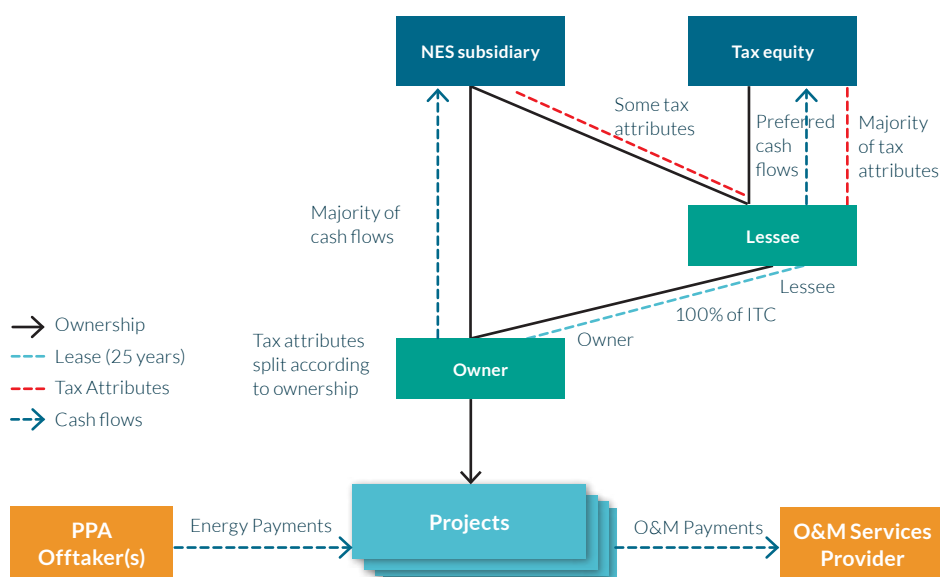 NES subsidiary
Tax equity
Some tax
attributes
Preferred
cash
flows
Majority
of tax
attributes
Majority of
cash flows
Lessee
Lessee
100% of ITC
Owner
Tax attributes
split according
to ownership
Owner
Ownership
Lease (25 years)
Tax Attributes
Cash flows
PPA
Offtaker(s)
Energy Payments
Projects
O&M Payments
O&M Services
Provider